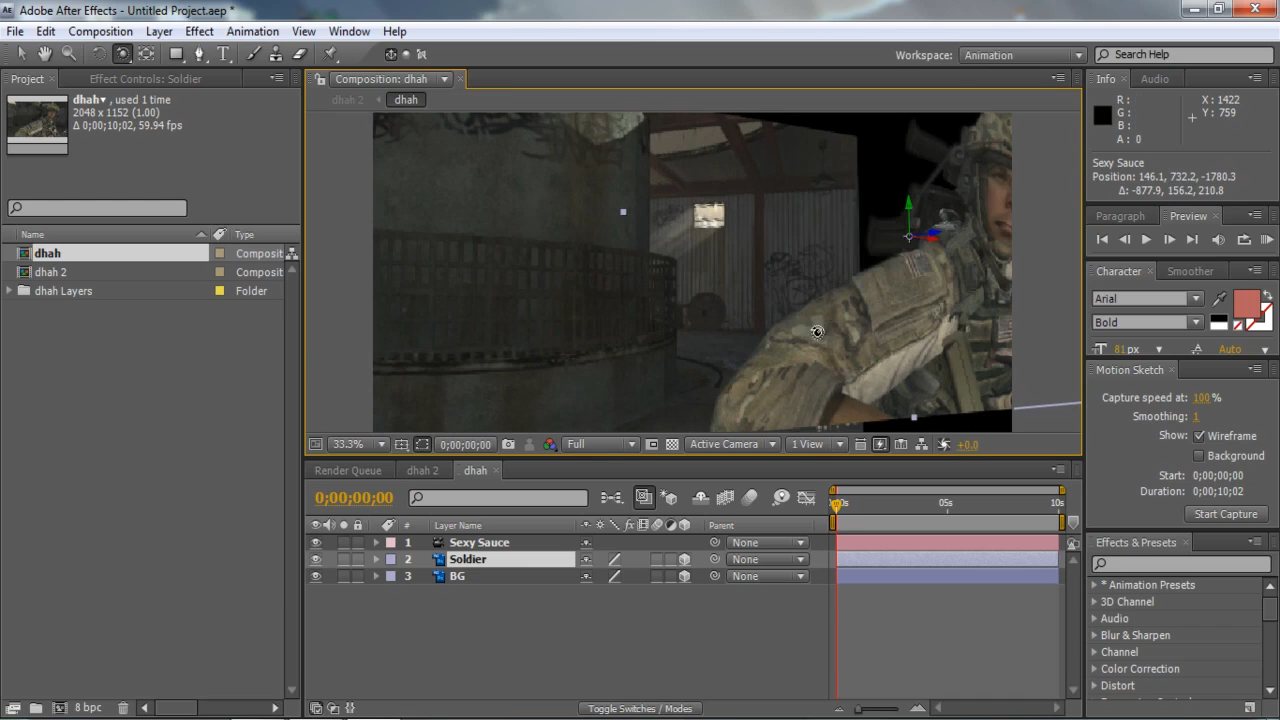 Adobe After Effects - Untitled Project.aep *
File Edit Composition Layer Effect Animation View Window Help
Workspace: Animation Search Help
Project Effect Controls: Soldier
Composition: dhah
Info Audio
dhah▾, used 1 time
2048 x 1152 (1.00)
Δ 0;00;10;02, 59.94 fps
dhah 2 dhah
R :
G :
B :
A : 0
X : 1422
Y : 759
Sexy Sauce
Position: 146.1, 732.2, -1780.3
Δ: -877.9, 156.2, 210.8
Paragraph Preview
Name Type
dhah Composit
dhah 2 Composit
dhah Layers Folder
Character Smoother
Arial
Bold
81 px Auto
Motion Sketch
Capture speed at: 100 %
Smoothing: 1
Show: Wireframe
Background
Start: 0;00;00;00
Duration: 0;00;10;02
Start Capture
33.3% 0;00;00;00 Full Active Camera 1 View +0.0
Render Queue dhah 2 dhah
0;00;00;00
05s 10s
# Layer Name fx Parent
1 Sexy Sauce None
2 Soldier None
3 BG None
Effects & Presets
* Animation Presets
3D Channel
Audio
Blur & Sharpen
Channel
Color Correction
Distort
8 bpc
Toggle Switches / Modes